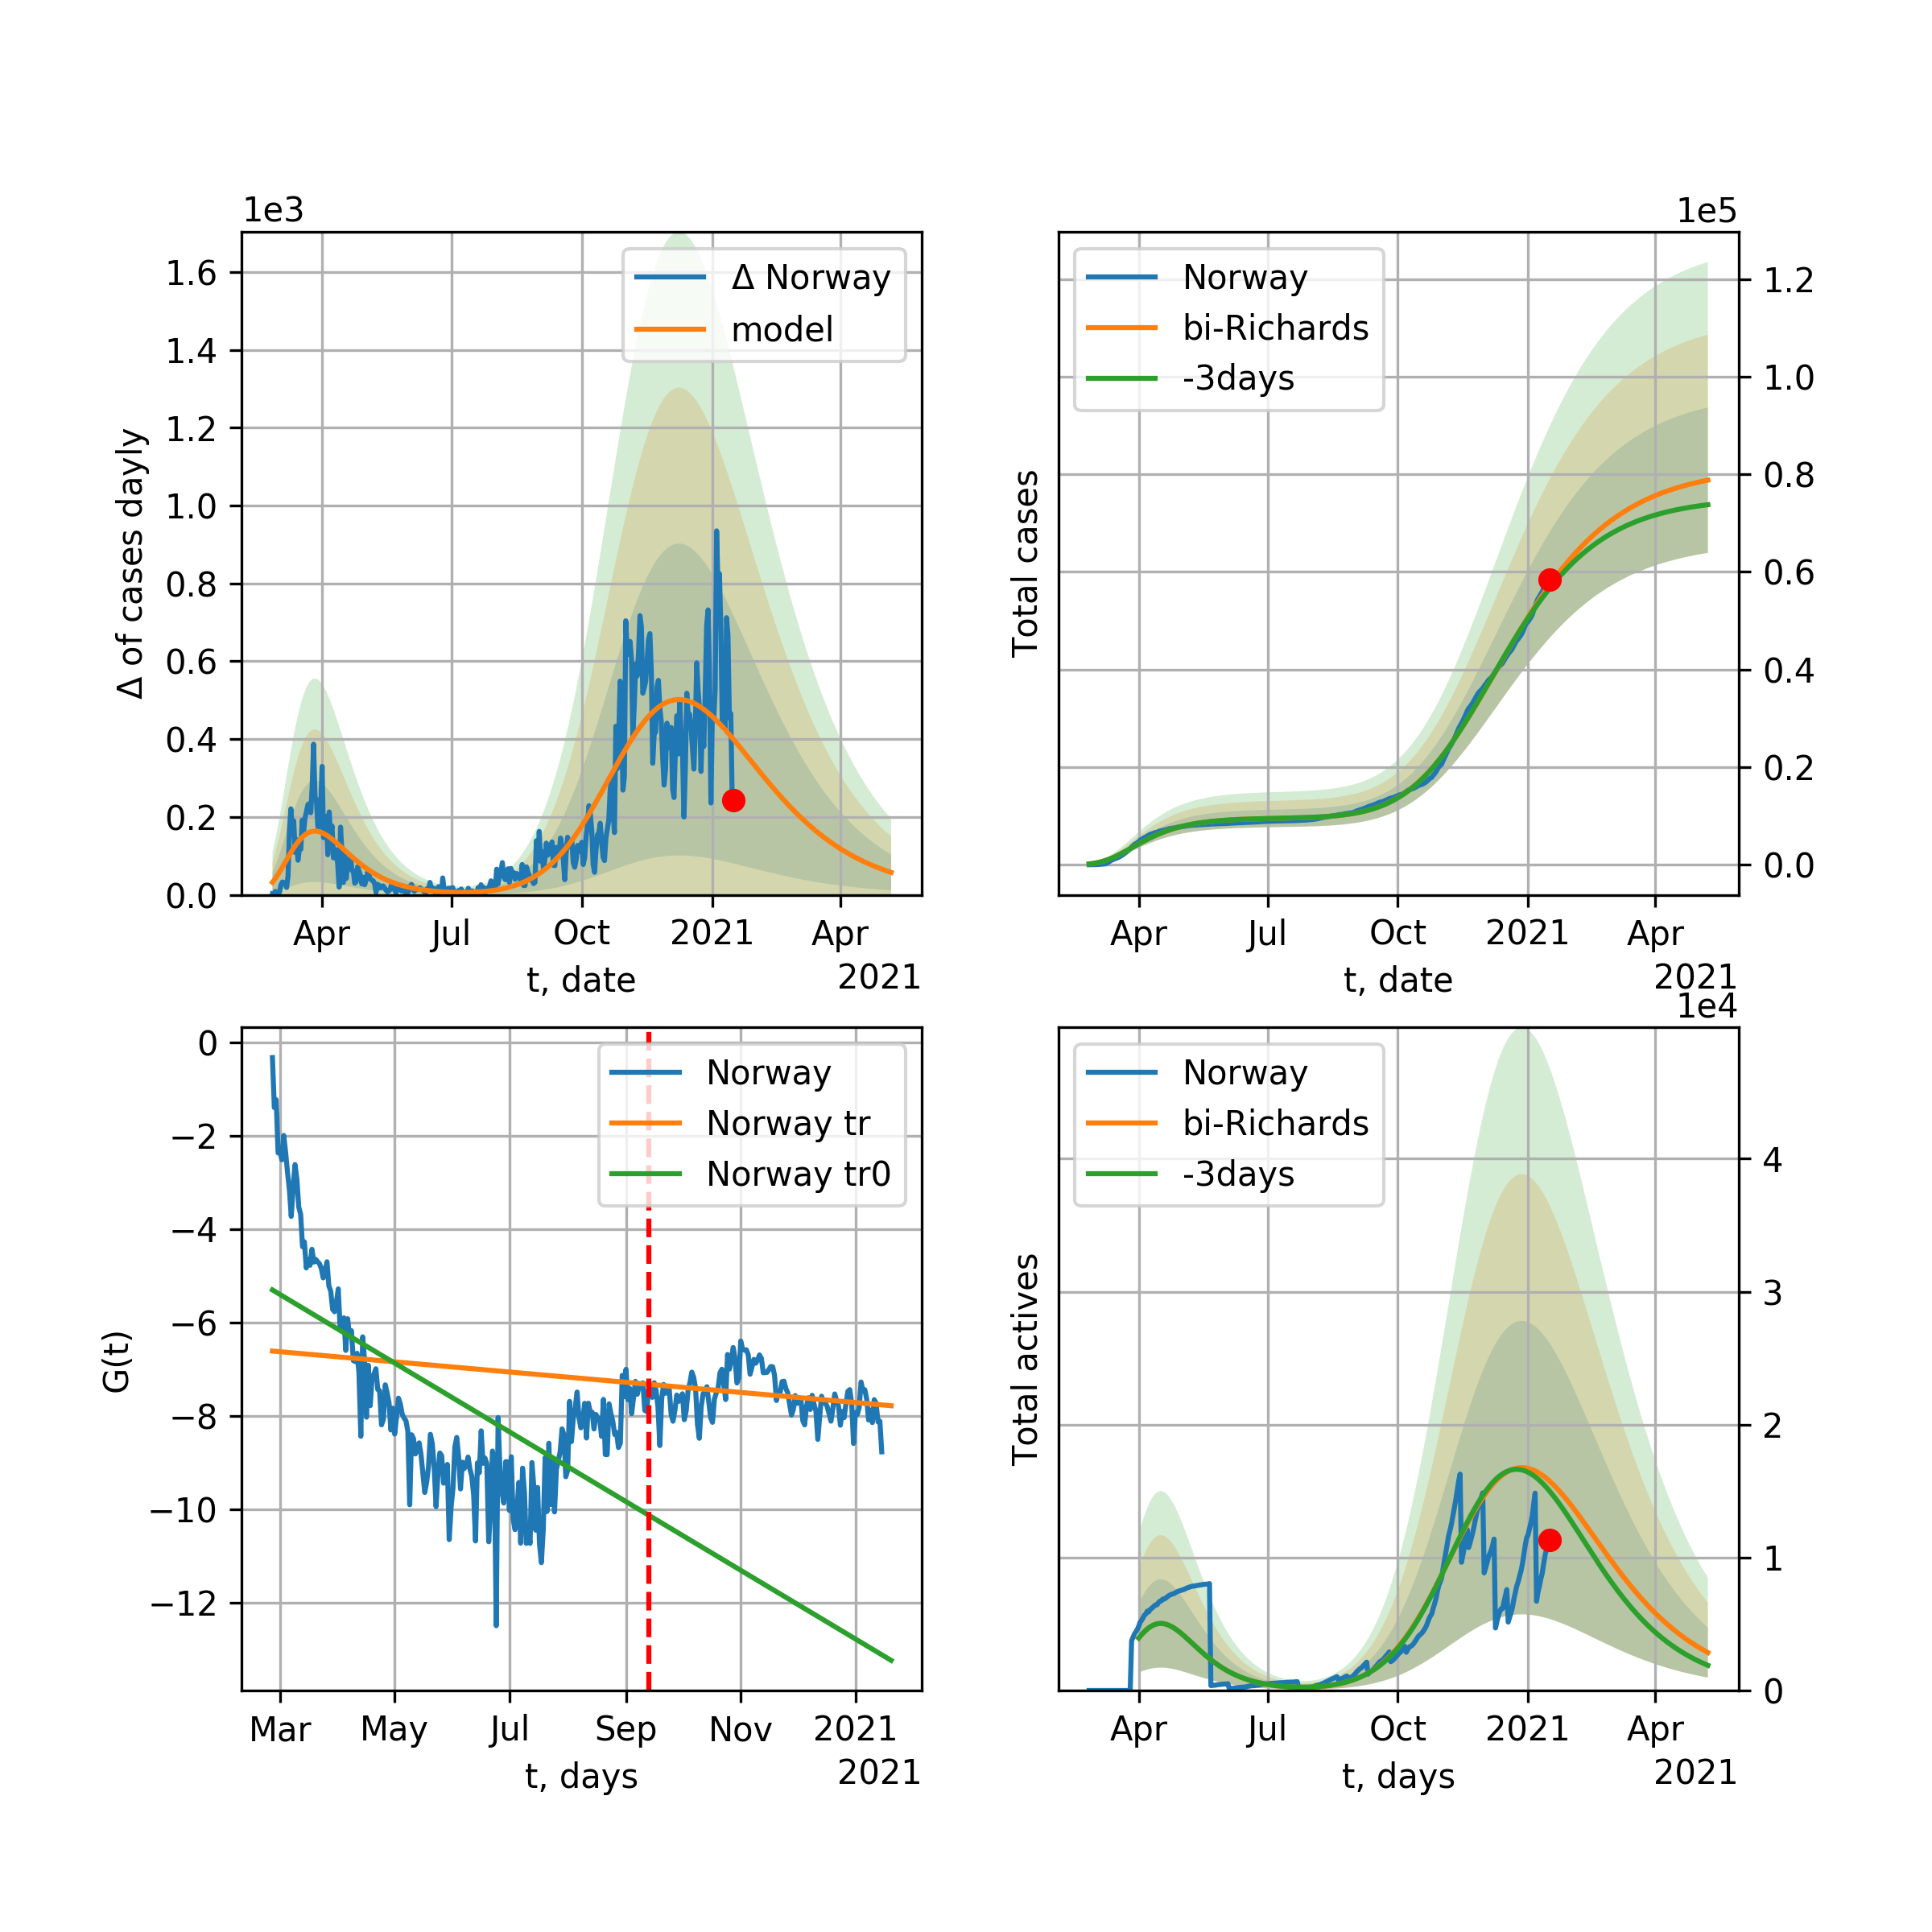 1e3
1.6
1.4
1.2
1.0
0.8
0.6
0.4
0.2
0.0
Δ of cases dayly
Δ Norway
model
Apr Jul Oct 2021 Apr
t, date
2021
1e5
1.2
1.0
0.8
0.6
0.4
0.2
0.0
Total cases
Norway
bi-Richards
-3days
Apr Jul Oct 2021 Apr
t, date
2021
0
−2
−4
−6
−8
−10
−12
G(t)
Norway
Norway tr
Norway tr0
Mar May Jul Sep Nov 2021
t, days
2021
1e4
4
3
2
1
0
Total actives
Norway
bi-Richards
-3days
Apr Jul Oct 2021 Apr
t, days
2021